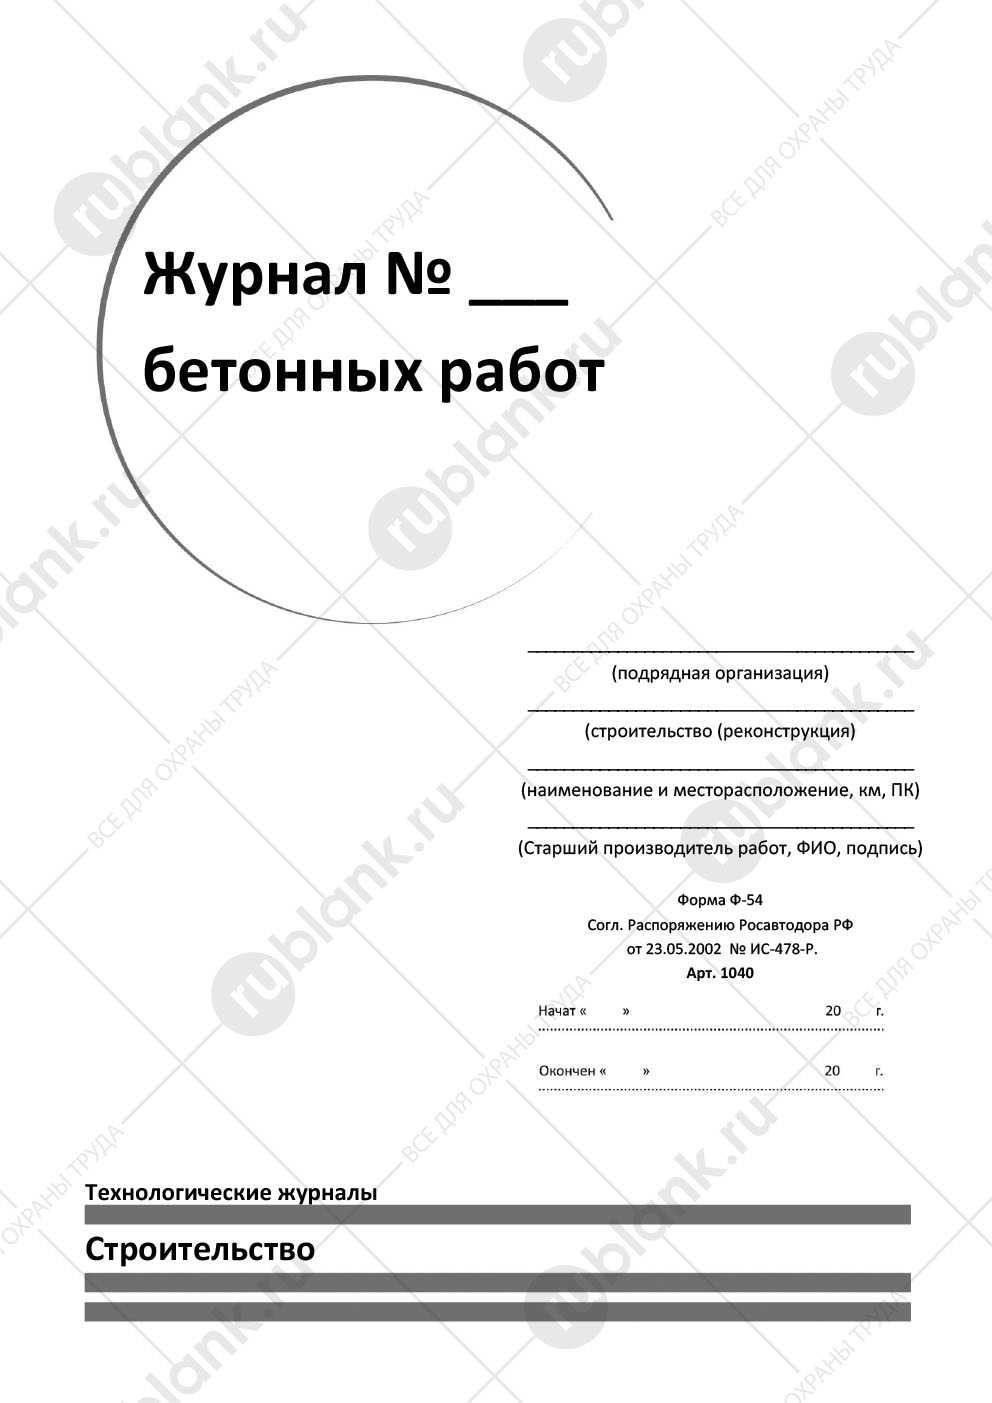 Журнал № ___
бетонных работ
(подрядная организация)
(строительство (реконструкция)
(наименование и месторасположение, км, ПК)
(Старший производитель работ, ФИО, подпись)
Форма Ф-54
Согл. Распоряжению Росавтодора РФ
от 23.05.2002 № ИС-478-Р.
Арт. 1040
Начат « » 20 г.
Окончен « » 20 г.
Технологические журналы
Строительство
rublank.ru
ВСЕ ДЛЯ ОХРАНЫ ТРУДА